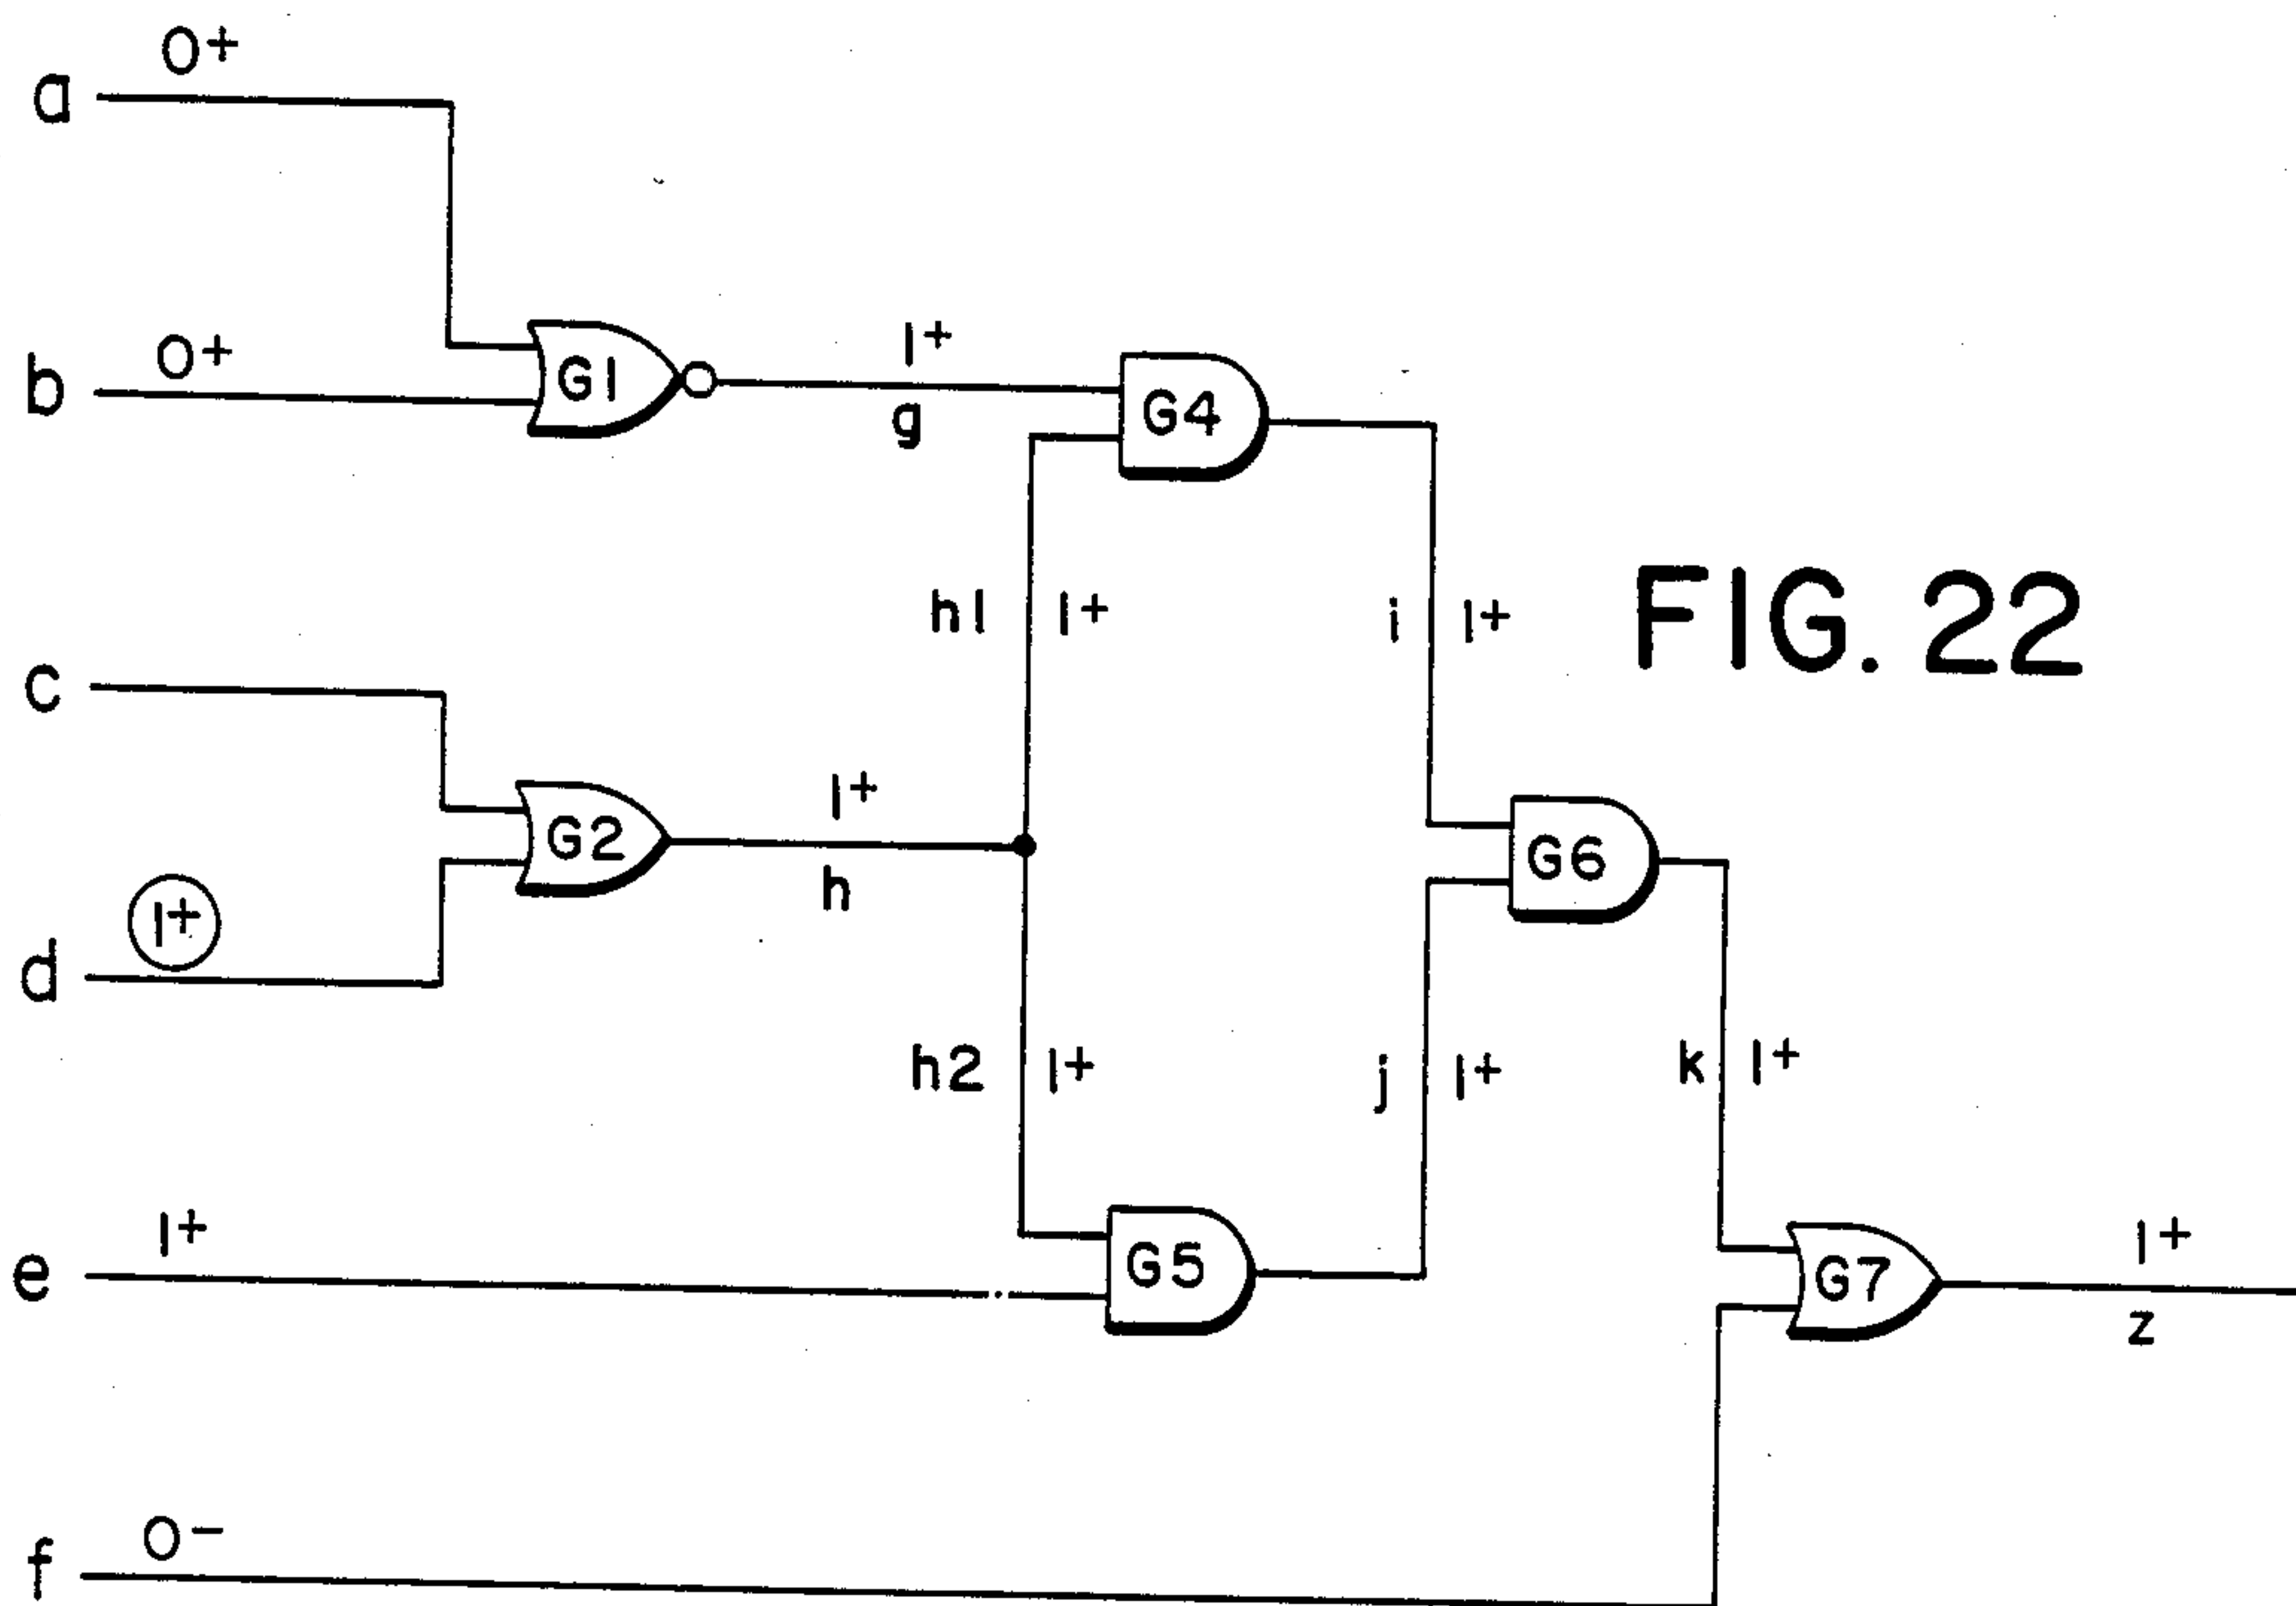 a 0+
b 0+
G1
1+
g
G4
h1 1+
i 1+
FIG. 22
c
G2
1+
h
d 1+
G6
h2 1+
j 1+
k 1+
e 1+
G5
G7
1+
z
f 0-